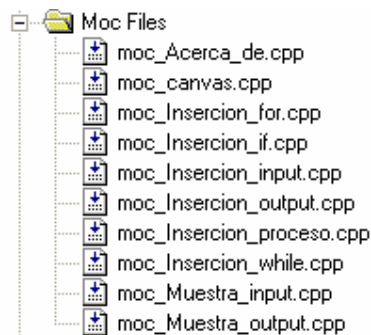 Moc Files
moc_Acerca_de.cpp
moc_canvas.cpp
moc_Insercion_for.cpp
moc_Insercion_if.cpp
moc_Insercion_input.cpp
moc_Insercion_output.cpp
moc_Insercion_proceso.cpp
moc_Insercion_while.cpp
moc_Muestra_input.cpp
moc_Muestra_output.cpp